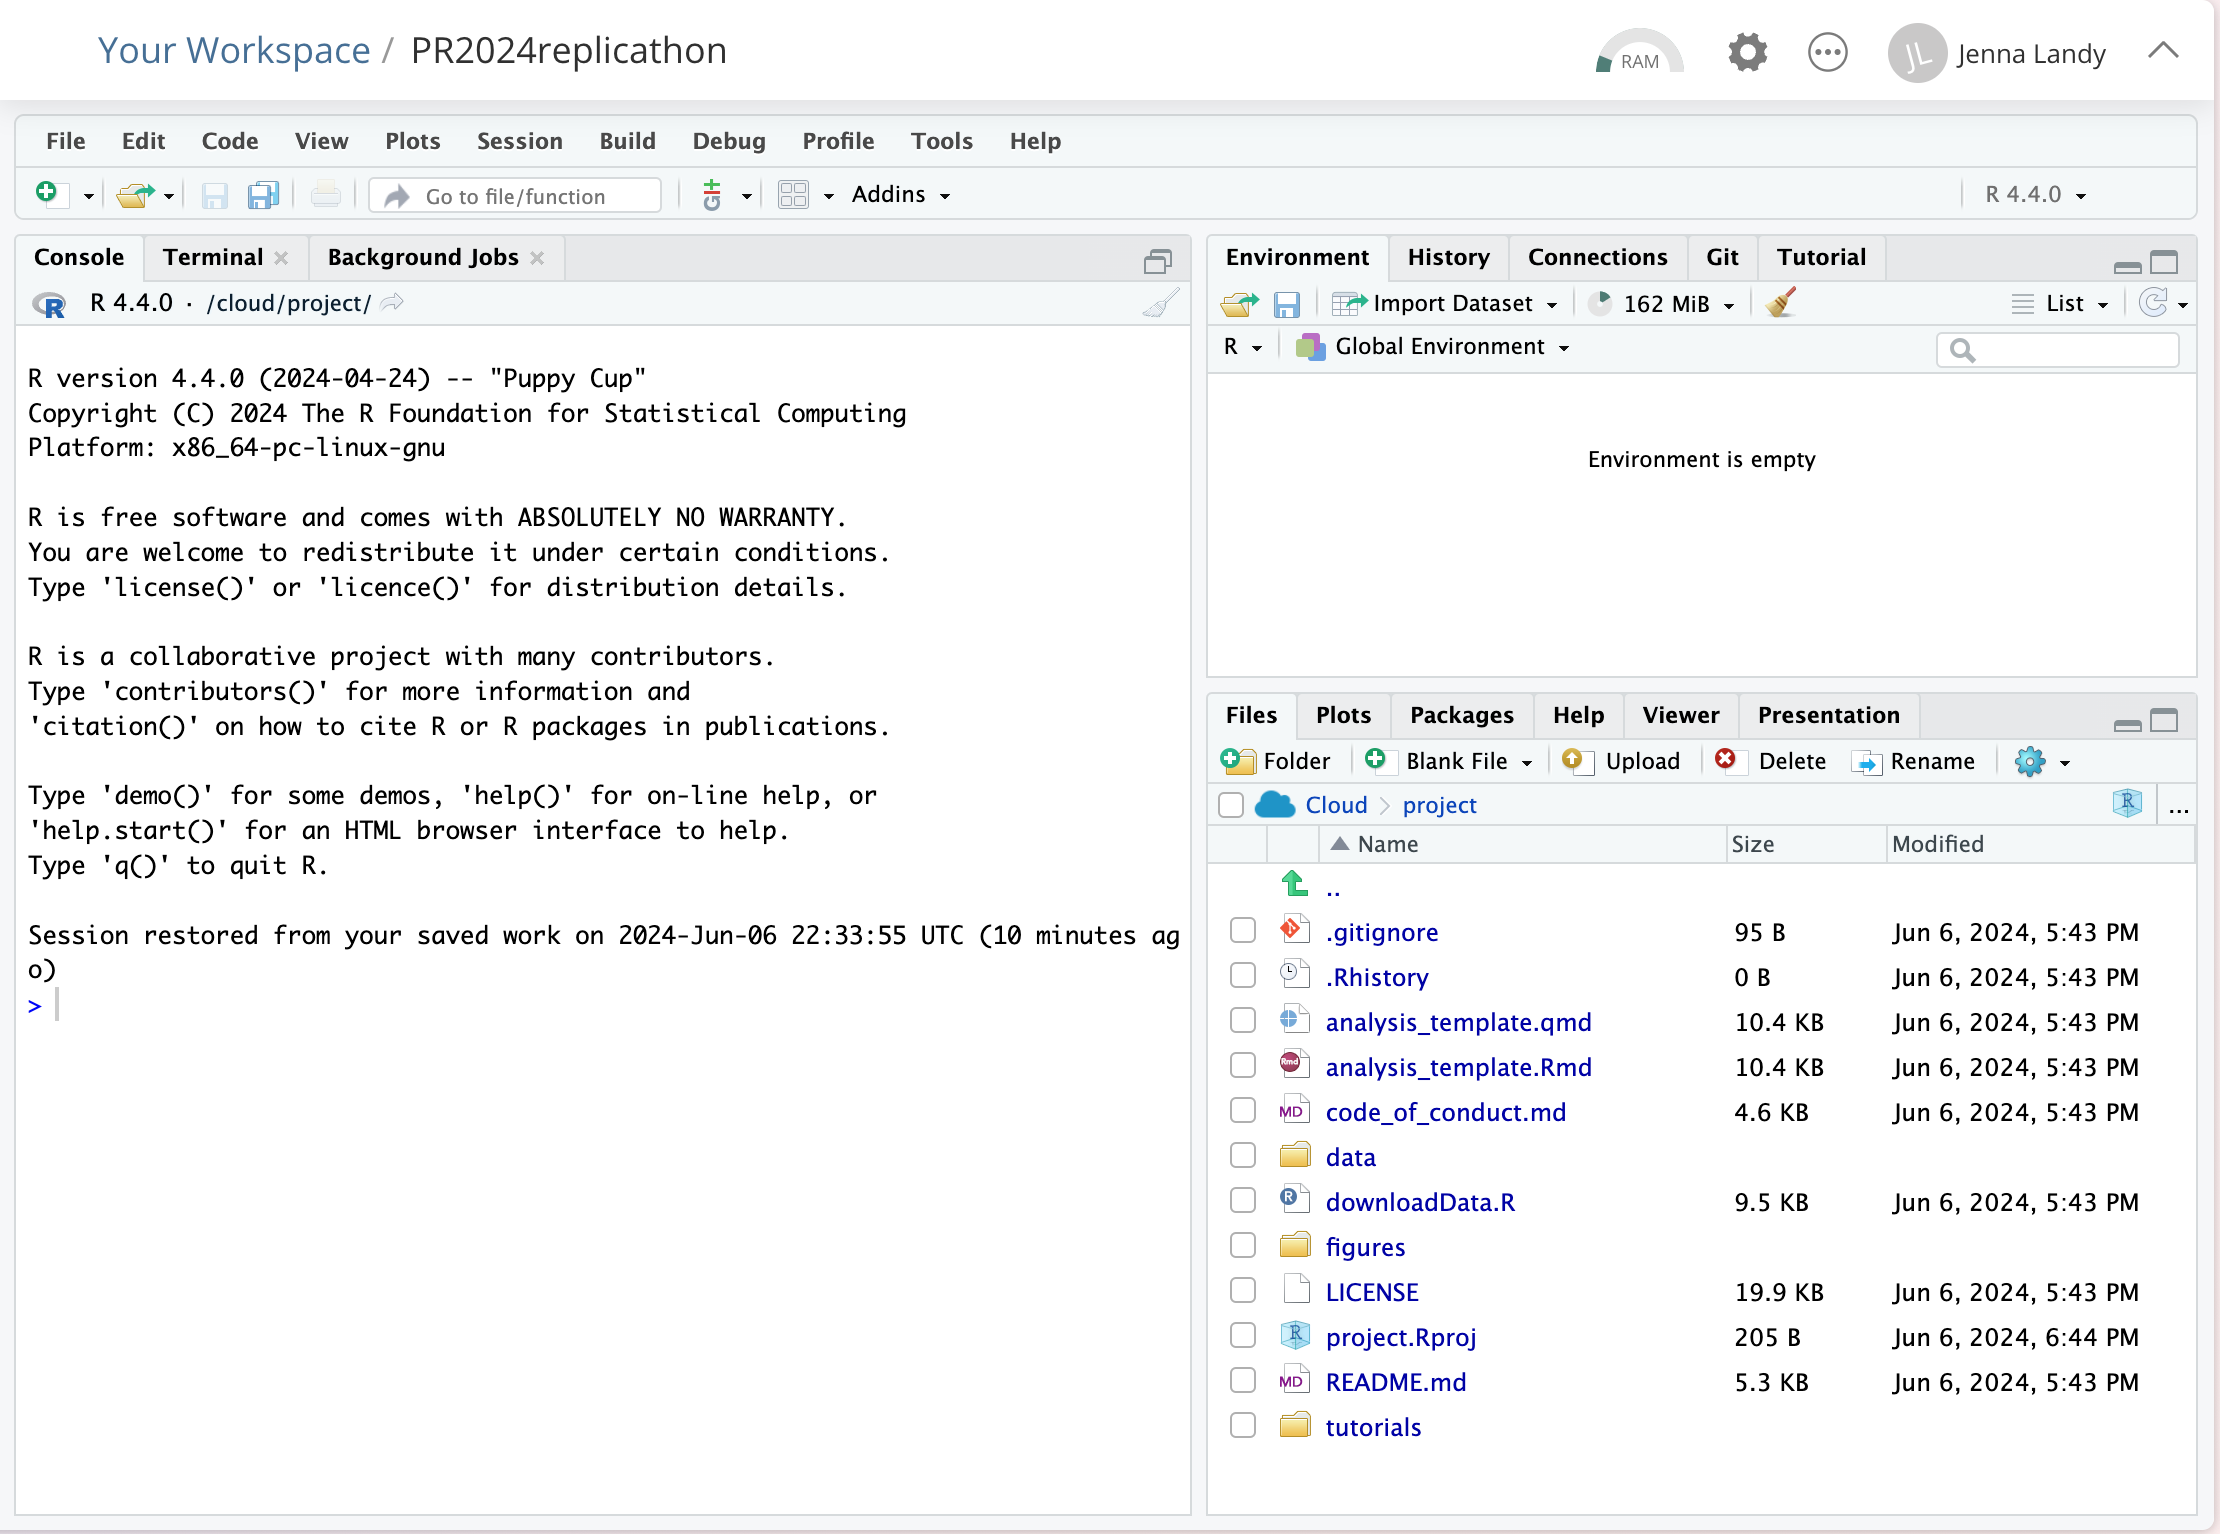 Your Workspace / PR2024replicathon
RAM
JL
Jenna Landy
File Edit Code View Plots Session Build Debug Profile Tools Help
Go to file/function
Addins
R 4.4.0
Console Terminal Background Jobs
R 4.4.0 · /cloud/project/
R version 4.4.0 (2024-04-24) -- "Puppy Cup"
Copyright (C) 2024 The R Foundation for Statistical Computing
Platform: x86_64-pc-linux-gnu
R is free software and comes with ABSOLUTELY NO WARRANTY.
You are welcome to redistribute it under certain conditions.
Type 'license()' or 'licence()' for distribution details.
R is a collaborative project with many contributors.
Type 'contributors()' for more information and
'citation()' on how to cite R or R packages in publications.
Type 'demo()' for some demos, 'help()' for on-line help, or
'help.start()' for an HTML browser interface to help.
Type 'q()' to quit R.
Session restored from your saved work on 2024-Jun-06 22:33:55 UTC (10 minutes ag
o)
>
Environment History Connections Git Tutorial
Import Dataset 162 MiB List
R Global Environment
Environment is empty
Files Plots Packages Help Viewer Presentation
Folder Blank File Upload Delete Rename
Cloud > project ...
Name Size Modified
..
.gitignore 95 B Jun 6, 2024, 5:43 PM
.Rhistory 0 B Jun 6, 2024, 5:43 PM
analysis_template.qmd 10.4 KB Jun 6, 2024, 5:43 PM
analysis_template.Rmd 10.4 KB Jun 6, 2024, 5:43 PM
code_of_conduct.md 4.6 KB Jun 6, 2024, 5:43 PM
data
downloadData.R 9.5 KB Jun 6, 2024, 5:43 PM
figures
LICENSE 19.9 KB Jun 6, 2024, 5:43 PM
project.Rproj 205 B Jun 6, 2024, 6:44 PM
README.md 5.3 KB Jun 6, 2024, 5:43 PM
tutorials